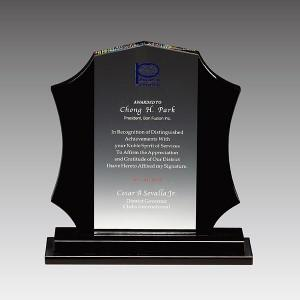 AWARDED TO
Chong H. Park
President, Bon Fusion Inc.
In Recognition of Distinguished
Achievements With
your Noble Spirit of Services
To Affirm the Appreciation
and Gratitude of Our District
I have Hereto Affixed my Signature.
Cesar B Sevalla Jr.
District Governor
Clubs International